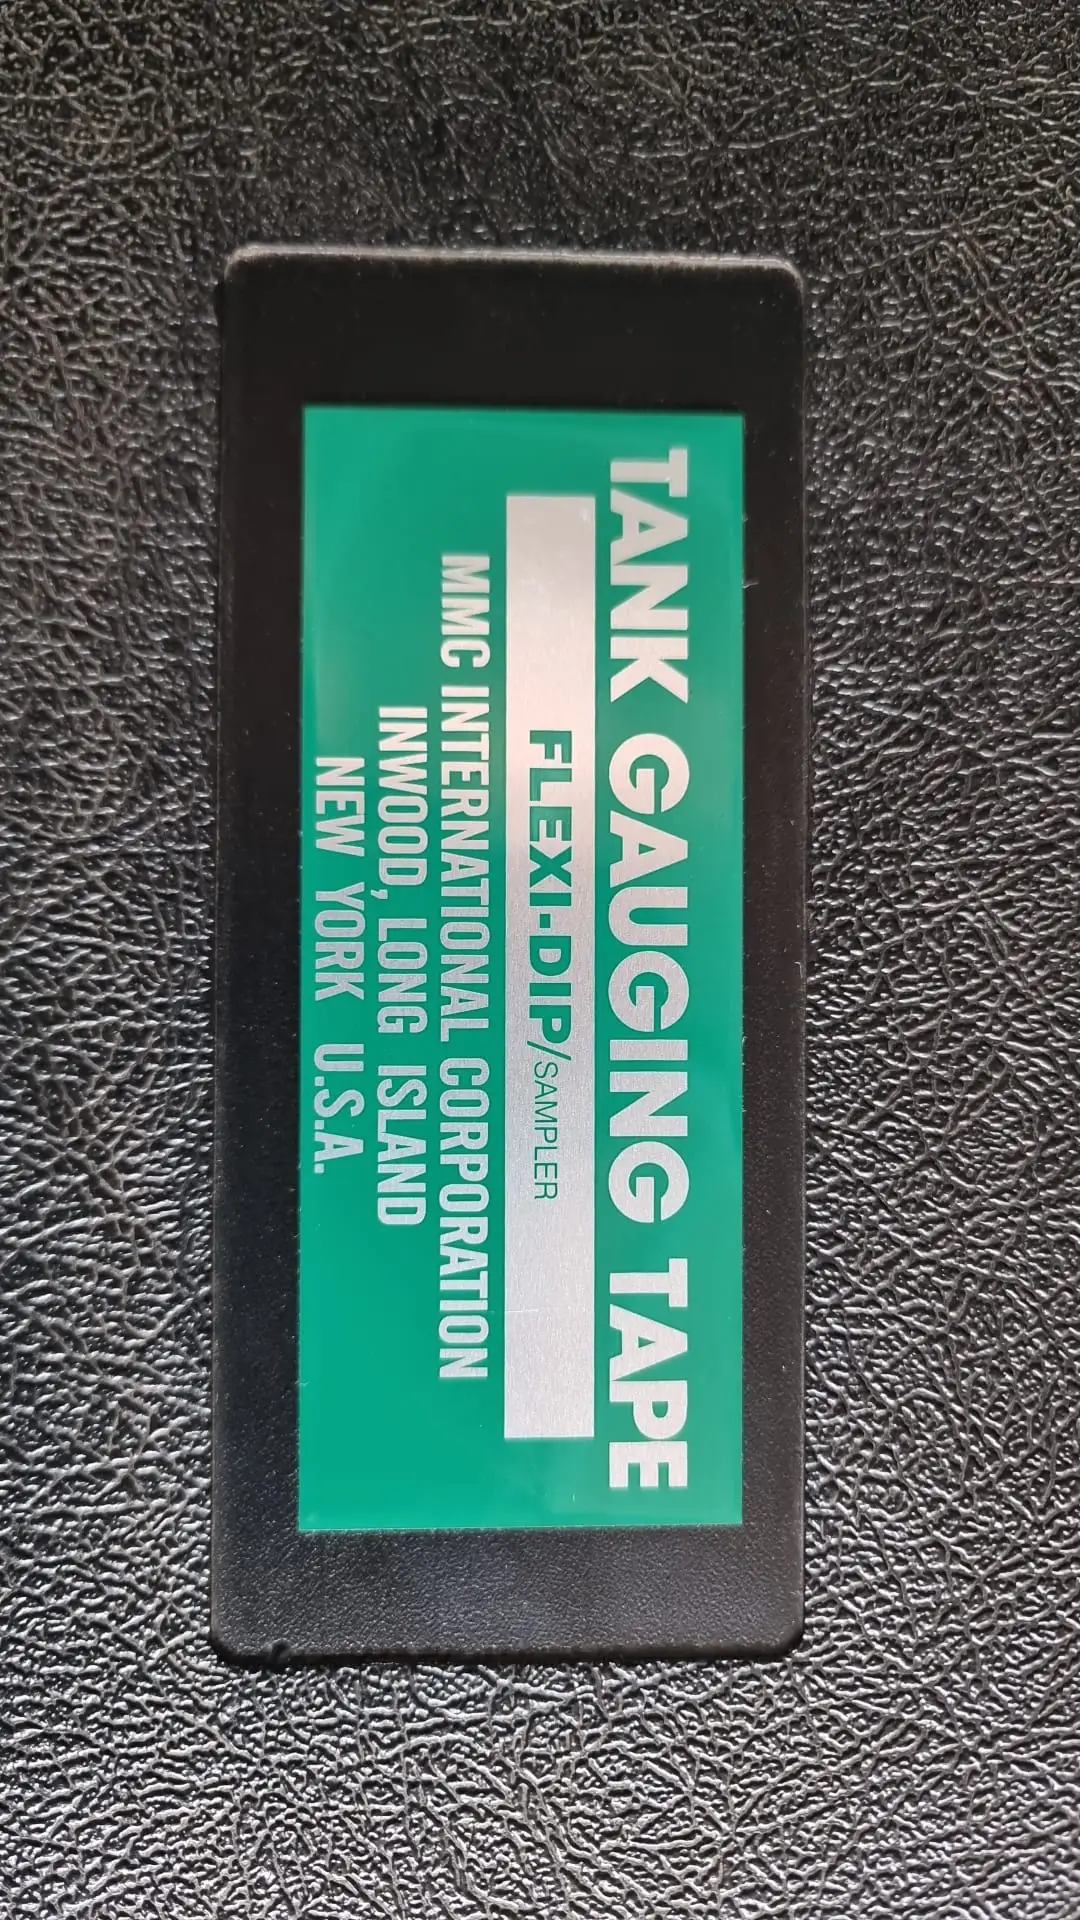 TANK GAUGING TAPE
FLEXI-DIP/SAMPLER
MMC INTERNATIONAL CORPORATION
INWOOD, LONG ISLAND
NEW YORK U.S.A.